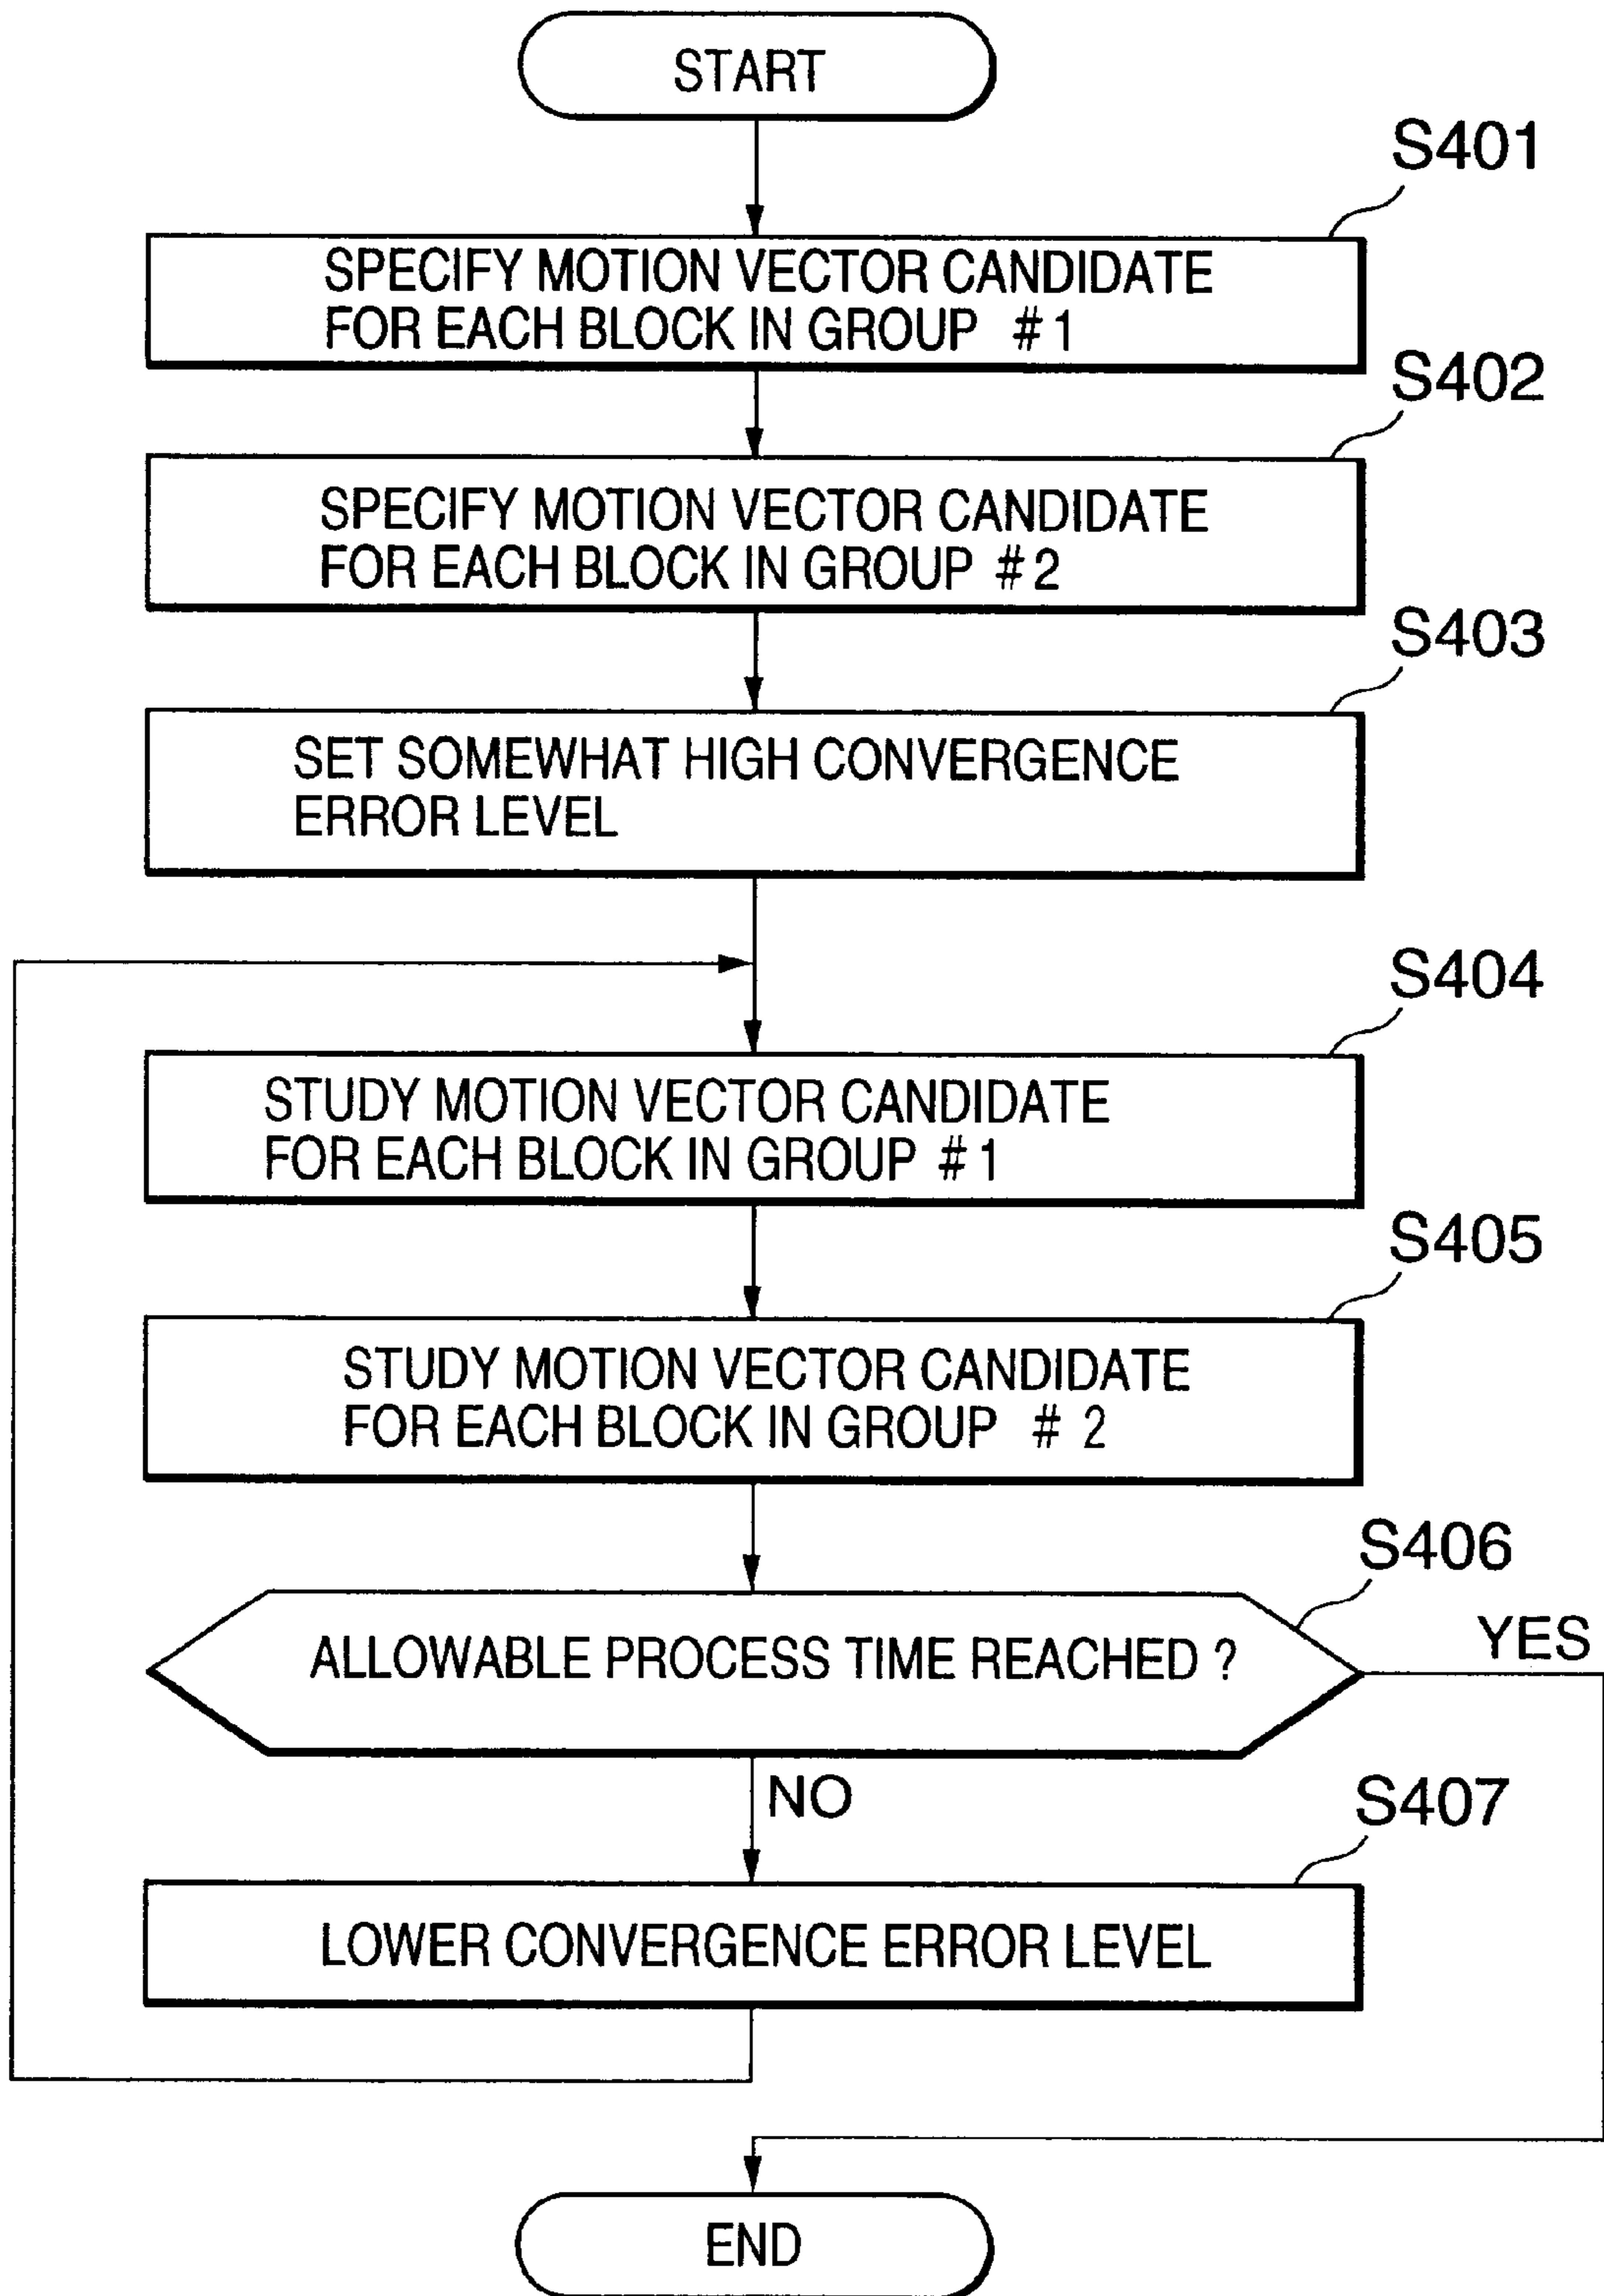 START
S401
SPECIFY MOTION VECTOR CANDIDATE
FOR EACH BLOCK IN GROUP #1
S402
SPECIFY MOTION VECTOR CANDIDATE
FOR EACH BLOCK IN GROUP #2
S403
SET SOMEWHAT HIGH CONVERGENCE
ERROR LEVEL
S404
STUDY MOTION VECTOR CANDIDATE
FOR EACH BLOCK IN GROUP #1
S405
STUDY MOTION VECTOR CANDIDATE
FOR EACH BLOCK IN GROUP # 2
S406
ALLOWABLE PROCESS TIME REACHED ?
YES
NO
S407
LOWER CONVERGENCE ERROR LEVEL
END